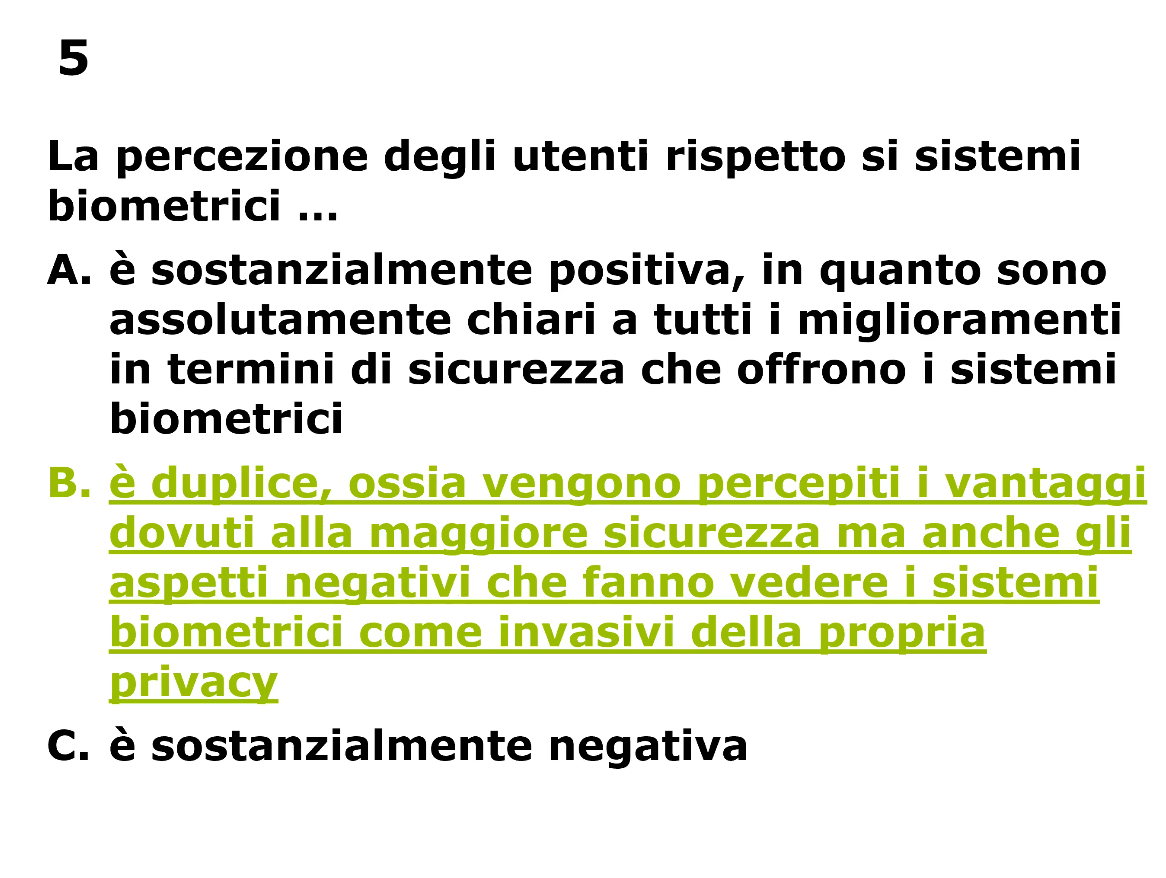 5
La percezione degli utenti rispetto si sistemi
biometrici ...
A. è sostanzialmente positiva, in quanto sono
assolutamente chiari a tutti i miglioramenti
in termini di sicurezza che offrono i sistemi
biometrici
B. è duplice, ossia vengono percepiti i vantaggi
dovuti alla maggiore sicurezza ma anche gli
aspetti negativi che fanno vedere i sistemi
biometrici come invasivi della propria
privacy
C. è sostanzialmente negativa